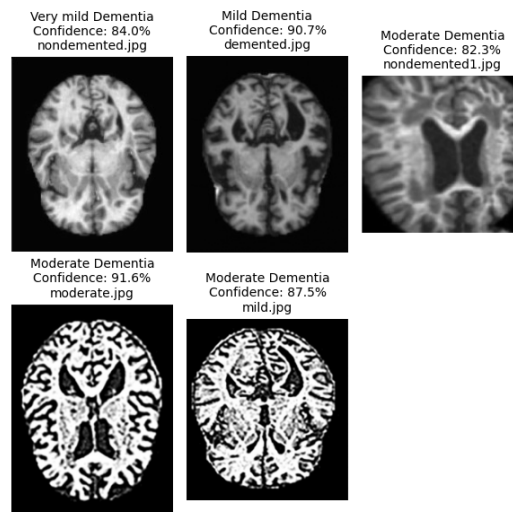 Very mild Dementia
Confidence: 84.0%
nondemented.jpg
Mild Dementia
Confidence: 90.7%
demented.jpg
Moderate Dementia
Confidence: 82.3%
nondemented1.jpg
Moderate Dementia
Confidence: 91.6%
moderate.jpg
Moderate Dementia
Confidence: 87.5%
mild.jpg